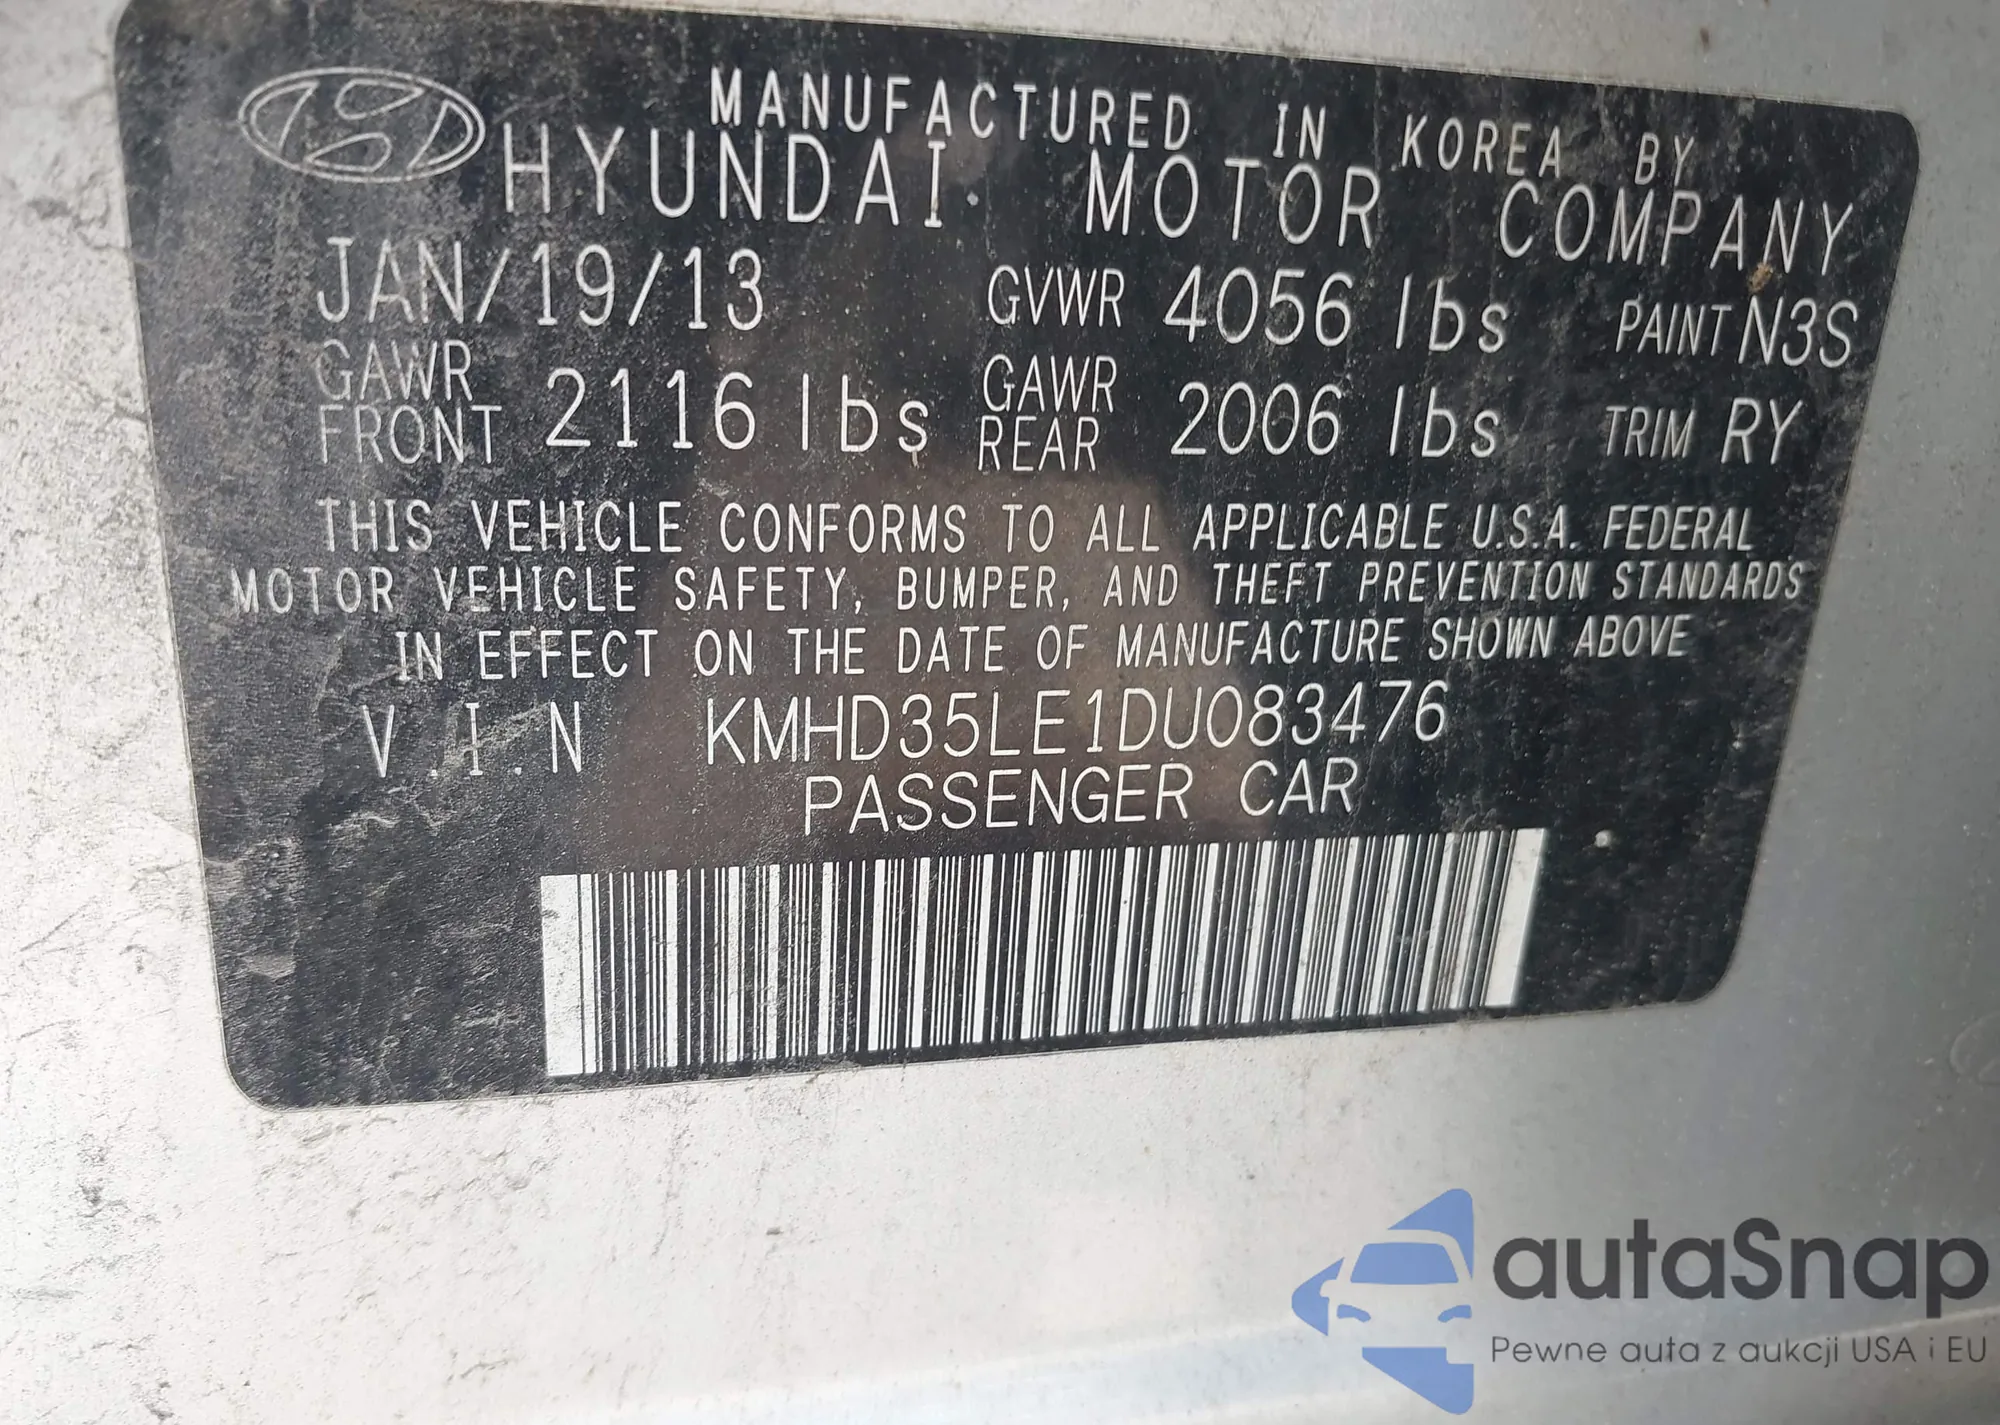 MANUFACTURED IN KOREA BY
HYUNDAI MOTOR COMPANY
JAN/19/13 GVWR 4056 lbs PAINT N3S
GAWR FRONT 2116 lbs GAWR REAR 2006 lbs TRIM RY
THIS VEHICLE CONFORMS TO ALL APPLICABLE U.S.A. FEDERAL
MOTOR VEHICLE SAFETY, BUMPER, AND THEFT PREVENTION STANDARDS
IN EFFECT ON THE DATE OF MANUFACTURE SHOWN ABOVE
V.I.N KMHD35LE1DU083476
PASSENGER CAR
autaSnap
Pewne auta z aukcji USA i EU